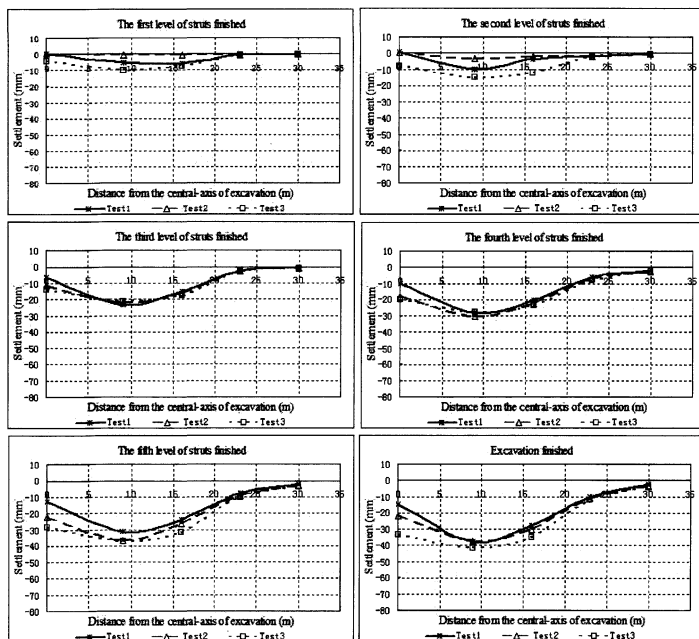 The first level of struts finished
10
0
-10
-20
-30
-40
-50
-60
-70
-80
0 5 10 15 20 25 30 35
Settlement (mm)
Distance from the central-axis of excavation (m)
Test1 Test2 Test3
The second level of struts finished
10
0
-10
-20
-30
-40
-50
-60
-70
-80
0 5 10 15 20 25 30 35
Settlement (mm)
Distance from the central-axis of excavation (m)
Test1 Test2 Test3
The third level of struts finished
10
0
-10
-20
-30
-40
-50
-60
-70
-80
0 5 10 15 20 25 30 35
Settlement (mm)
Distance from the central-axis of excavation (m)
Test1 Test2 Test3
The fourth level of struts finished
10
0
-10
-20
-30
-40
-50
-60
-70
-80
0 5 10 15 20 25 30 35
Settlement (mm)
Distance from the central-axis of excavation (m)
Test1 Test2 Test3
The fifth level of struts finished
10
0
-10
-20
-30
-40
-50
-60
-70
-80
0 5 10 15 20 25 30 35
Settlement (mm)
Distance from the central-axis of excavation (m)
Test1 Test2 Test3
Excavation finished
10
0
-10
-20
-30
-40
-50
-60
-70
-80
0 5 10 15 20 25 30 35
Settlement (mm)
Distance from the central-axis of excavation (m)
Test1 Test2 Test3